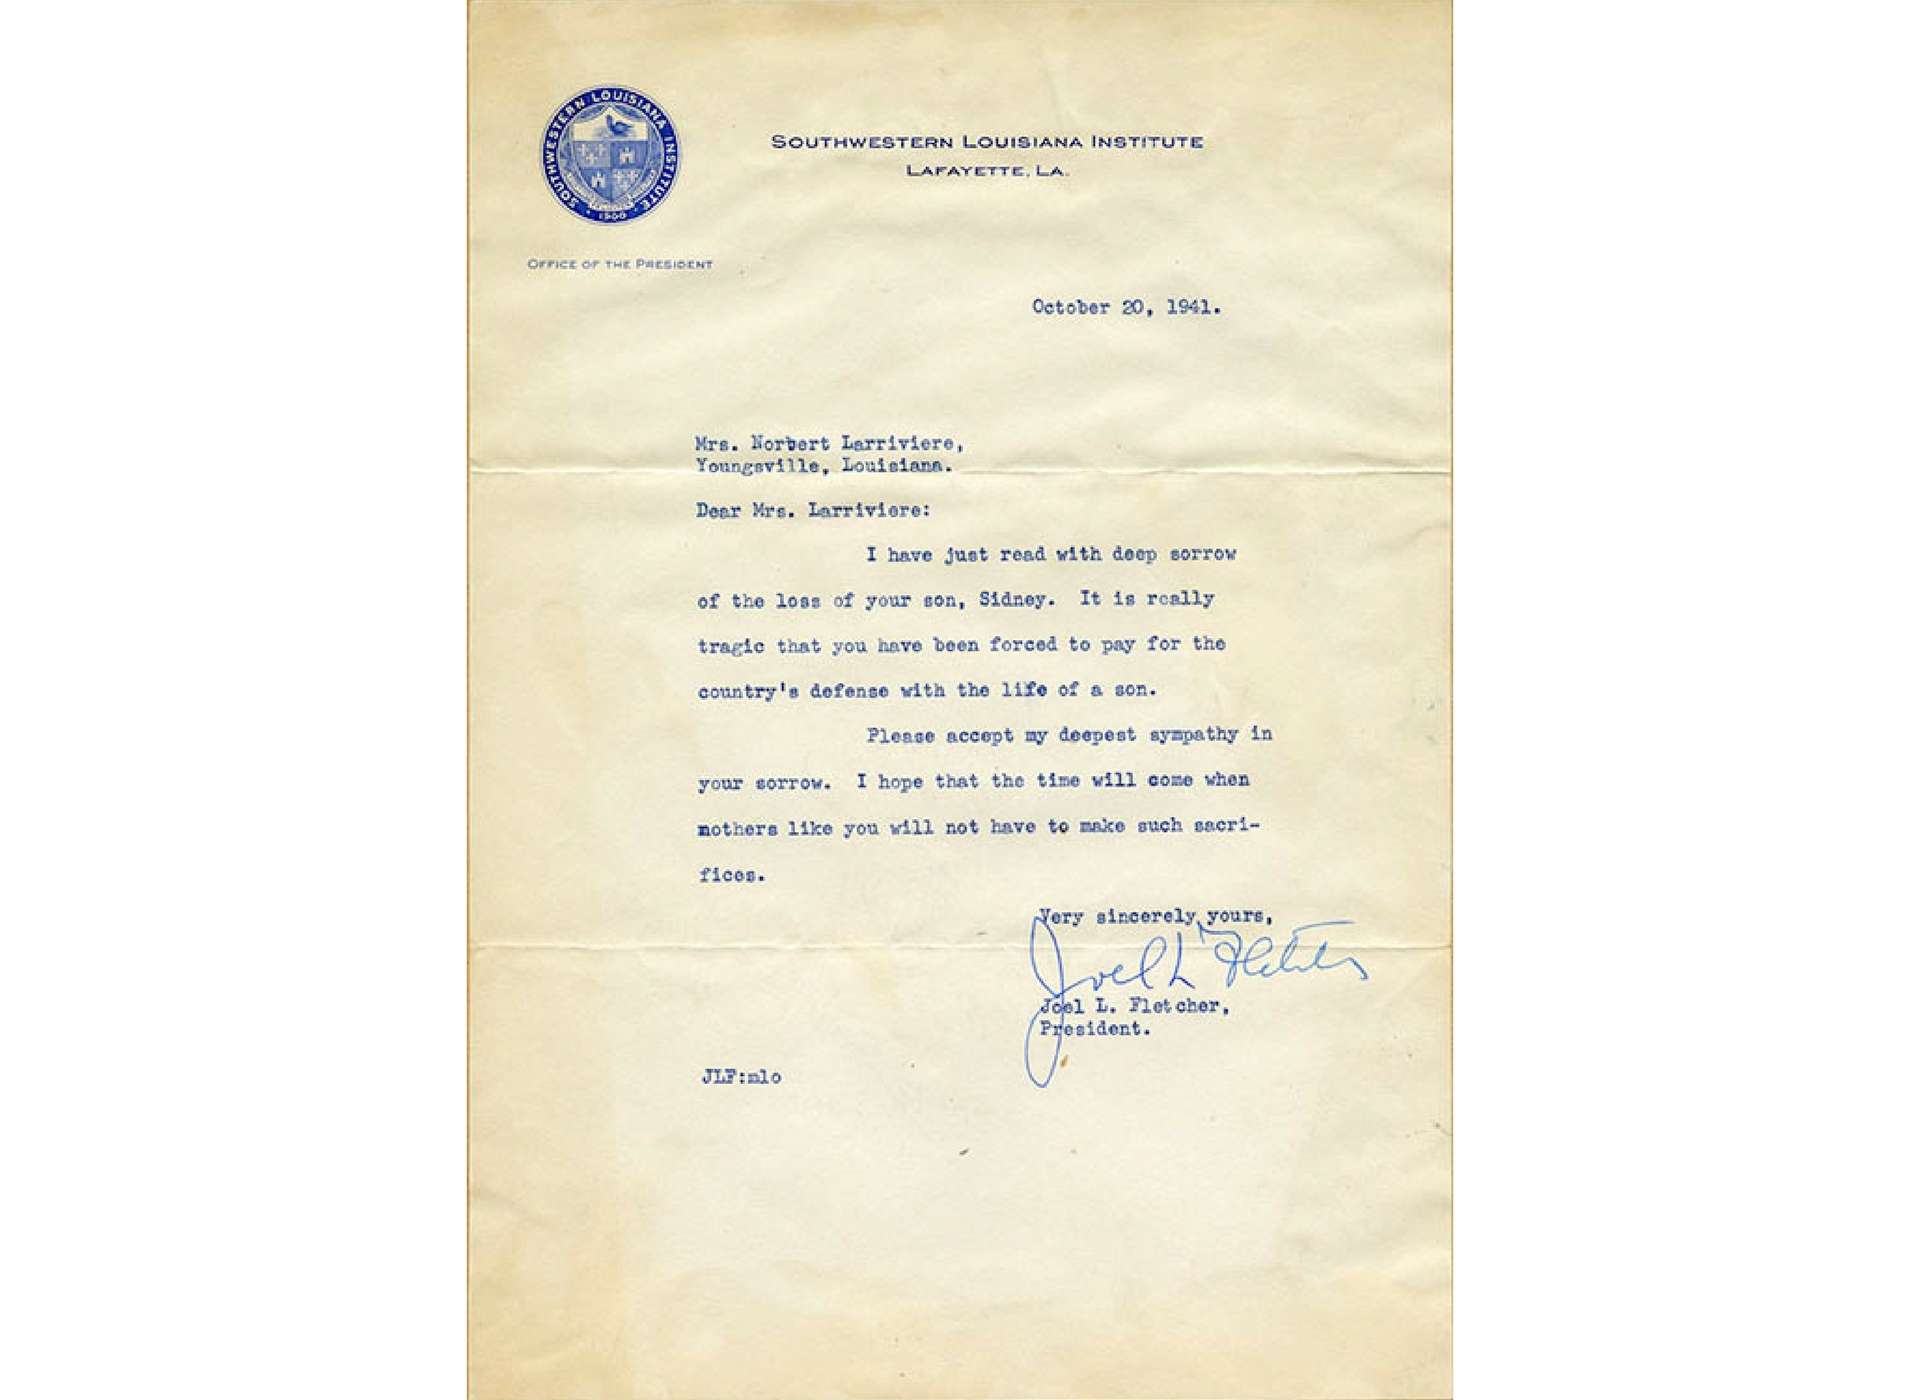 SOUTHWESTERN LOUISIANA INSTITUTE
1900
SOUTHWESTERN LOUISIANA INSTITUTE
LAFAYETTE, LA.
OFFICE OF THE PRESIDENT
October 20, 1941.
Mrs. Norbert Larriviere,
Youngsville, Louisiana.
Dear Mrs. Larriviere:
I have just read with deep sorrow
of the loss of your son, Sidney. It is really
tragic that you have been forced to pay for the
country's defense with the life of a son.
Please accept my deepest sympathy in
your sorrow. I hope that the time will come when
mothers like you will not have to make such sacri-
fices.
Very sincerely yours,
Joel L Fletcher
Joel L. Fletcher,
President.
JLF:mlo